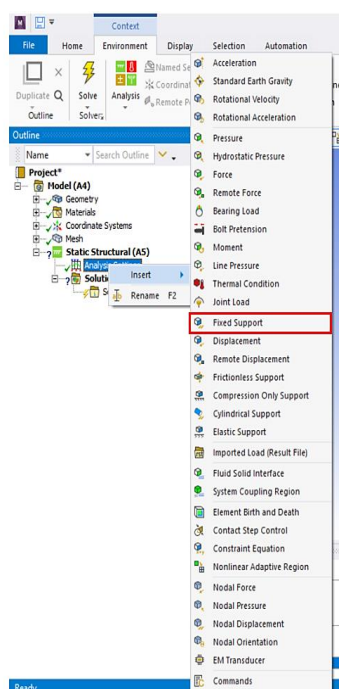 Context
File Home Environment Display Selection Automation
Duplicate Q Solve Analysis Named Se
Coordinat
Remote P
Outline Solver
Outline
Name Search Outline
Project*
Model (A4)
Geometry
Materials
Coordinate Systems
Mesh
Static Structural (A5)
Analysis Settings
Solutio
S
Insert
Rename F2
Acceleration
Standard Earth Gravity
Rotational Velocity
Rotational Acceleration
Pressure
Hydrostatic Pressure
Force
Remote Force
Bearing Load
Bolt Pretension
Moment
Line Pressure
Thermal Condition
Joint Load
Fixed Support
Displacement
Remote Displacement
Frictionless Support
Compression Only Support
Cylindrical Support
Elastic Support
Imported Load (Result File)
Fluid Solid Interface
System Coupling Region
Element Birth and Death
Contact Step Control
Constraint Equation
Nonlinear Adaptive Region
Nodal Force
Nodal Pressure
Nodal Displacement
Nodal Orientation
EM Transducer
Commands
Ready